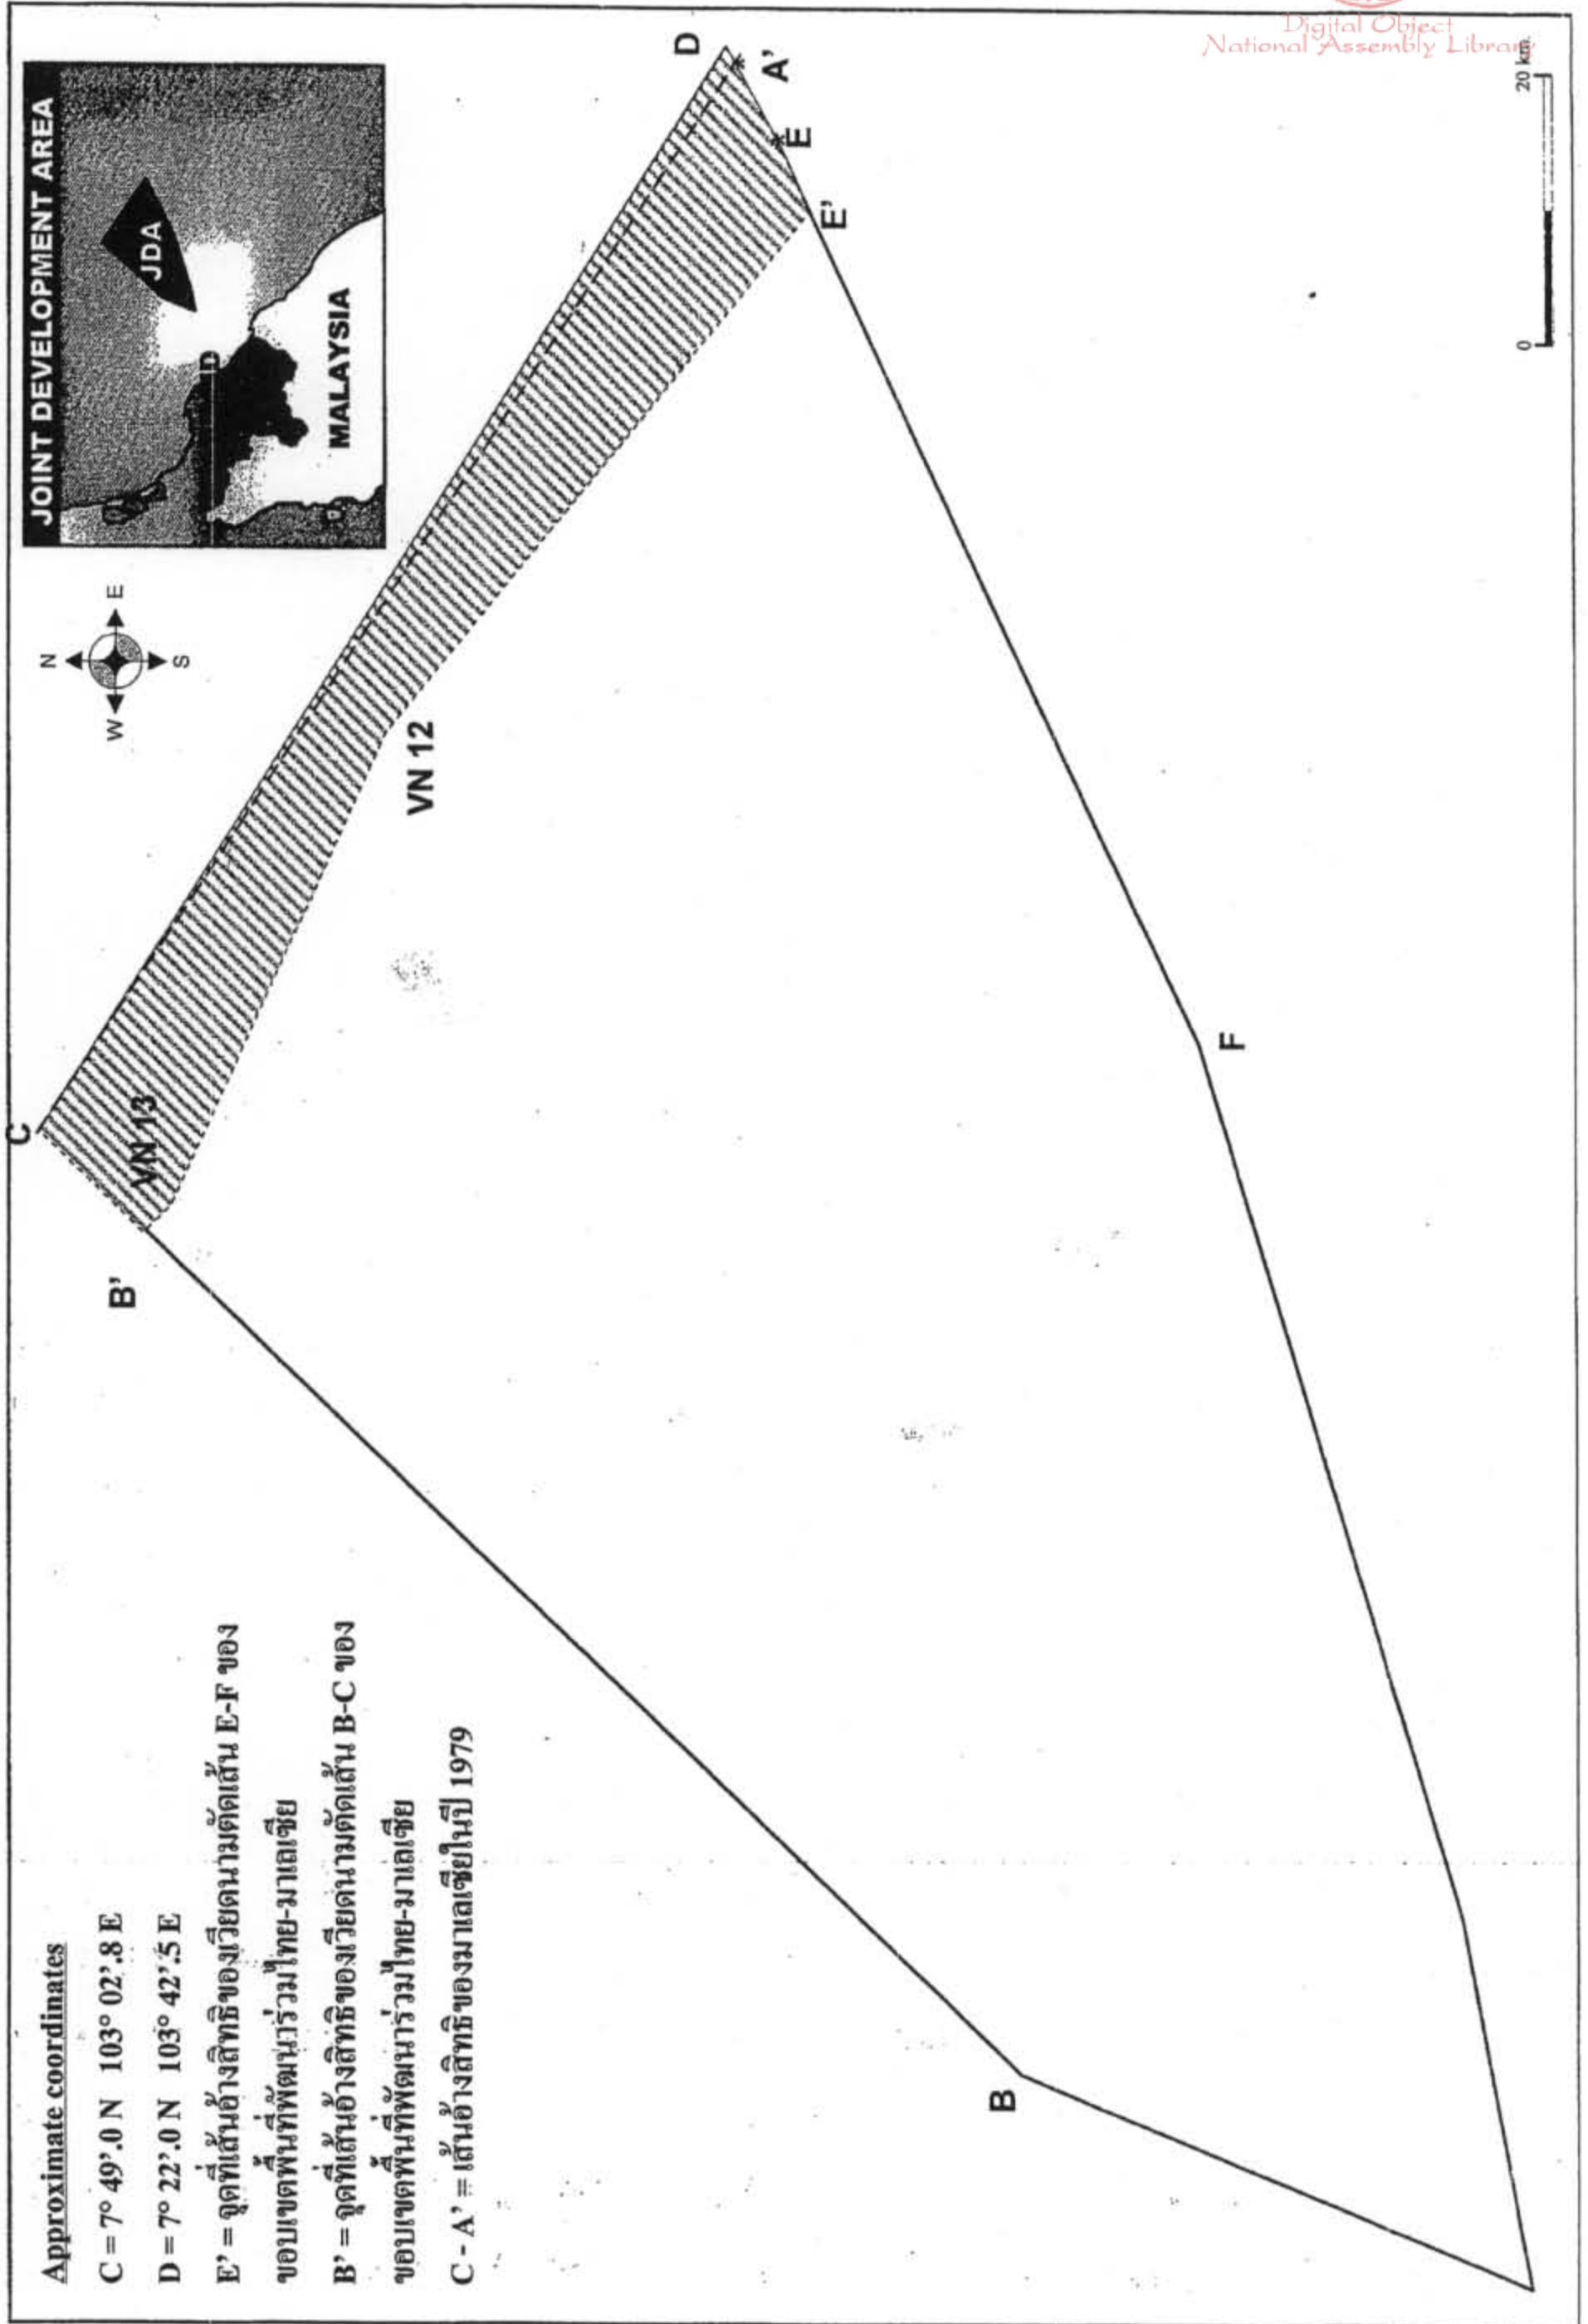 Digital Object
National Assembly Library
Approximate coordinates
C = 7° 49'.0 N 103° 02'.8 E
D = 7° 22'.0 N 103° 42'.5 E
E' = จุดที่เส้นอ้างสิทธิของเวียดนามตัดเส้น E-F ของ
ขอบเขตพื้นที่พัฒนาร่วมไทย-มาเลเซีย
B' = จุดที่เส้นอ้างสิทธิของเวียดนามตัดเส้น B-C ของ
ขอบเขตพื้นที่พัฒนาร่วมไทย-มาเลเซีย
C - A' = เส้นอ้างสิทธิของมาเลเซียในปี 1979
C
B'
VN 13
VN 12
N
W
E
S
JOINT DEVELOPMENT AREA
JDA
MALAYSIA
D
A'
E
E'
F
B
0
20 km.